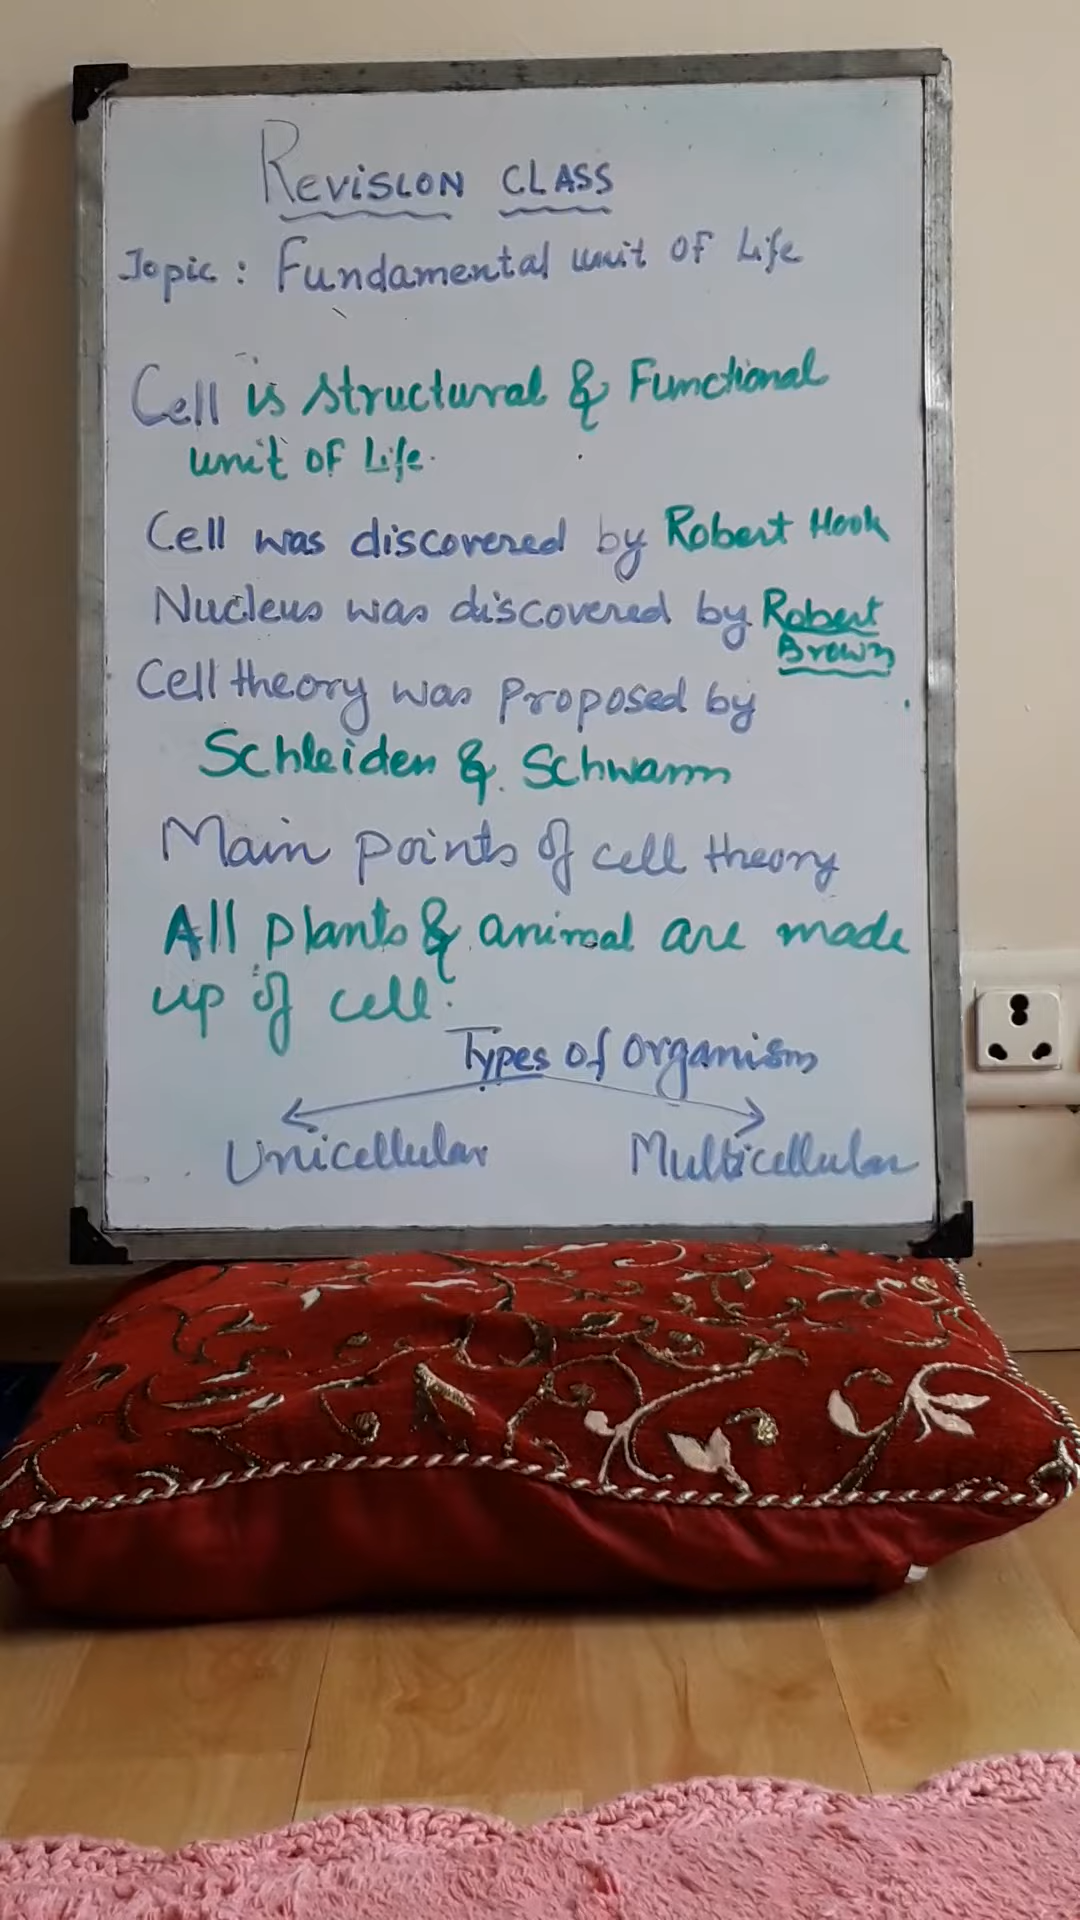 Revision CLASS
Topic: Fundamental unit of Life
Cell is structural & Functional
unit of Life.
Cell was discovered by Robert Hook
Nucleus was discovered by Robert
Brown
Cell theory was proposed by
Schleiden & Schwann
Main points of cell theory
All plants & animal are made
up of cell.
Types of organism
Unicellular Multicellular